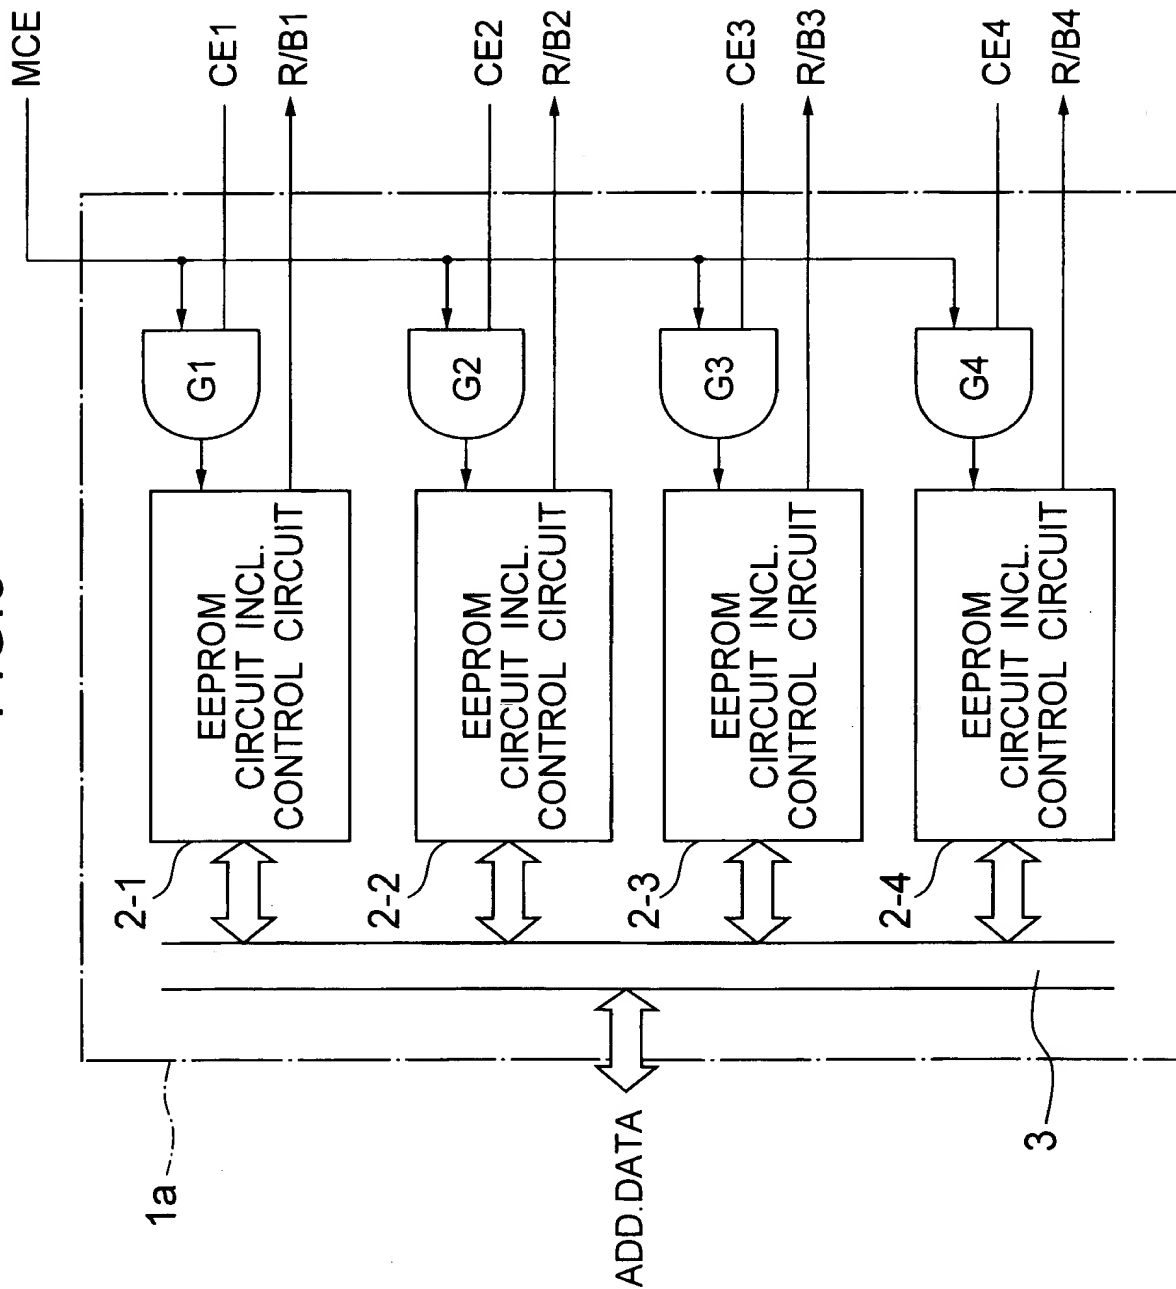 MCE
CE1
R/B1
CE2
R/B2
CE3
R/B3
CE4
R/B4
G1
G2
G3
G4
EEPROM
CIRCUIT INCL.
CONTROL CIRCUIT
EEPROM
CIRCUIT INCL.
CONTROL CIRCUIT
EEPROM
CIRCUIT INCL.
CONTROL CIRCUIT
EEPROM
CIRCUIT INCL.
CONTROL CIRCUIT
2-1
2-2
2-3
2-4
1a
ADD.DATA
3